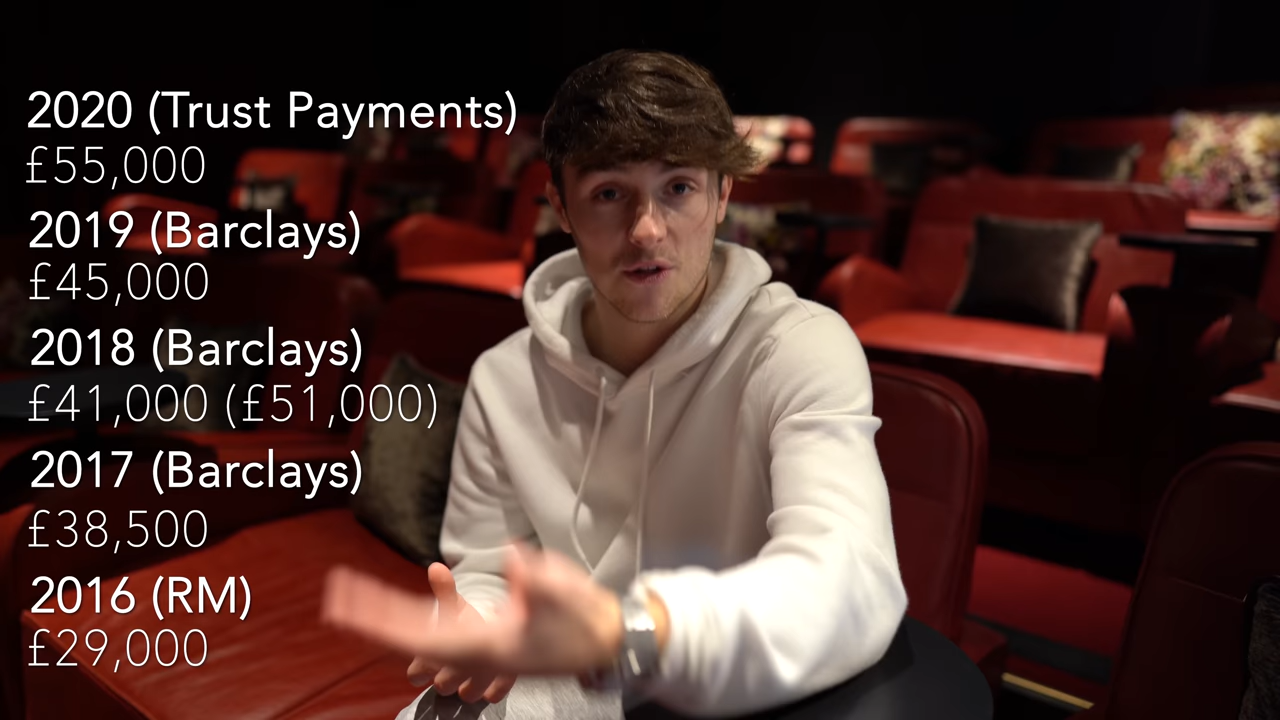 2020 (Trust Payments)
£55,000
2019 (Barclays)
£45,000
2018 (Barclays)
£41,000 (£51,000)
2017 (Barclays)
£38,500
2016 (RM)
£29,000